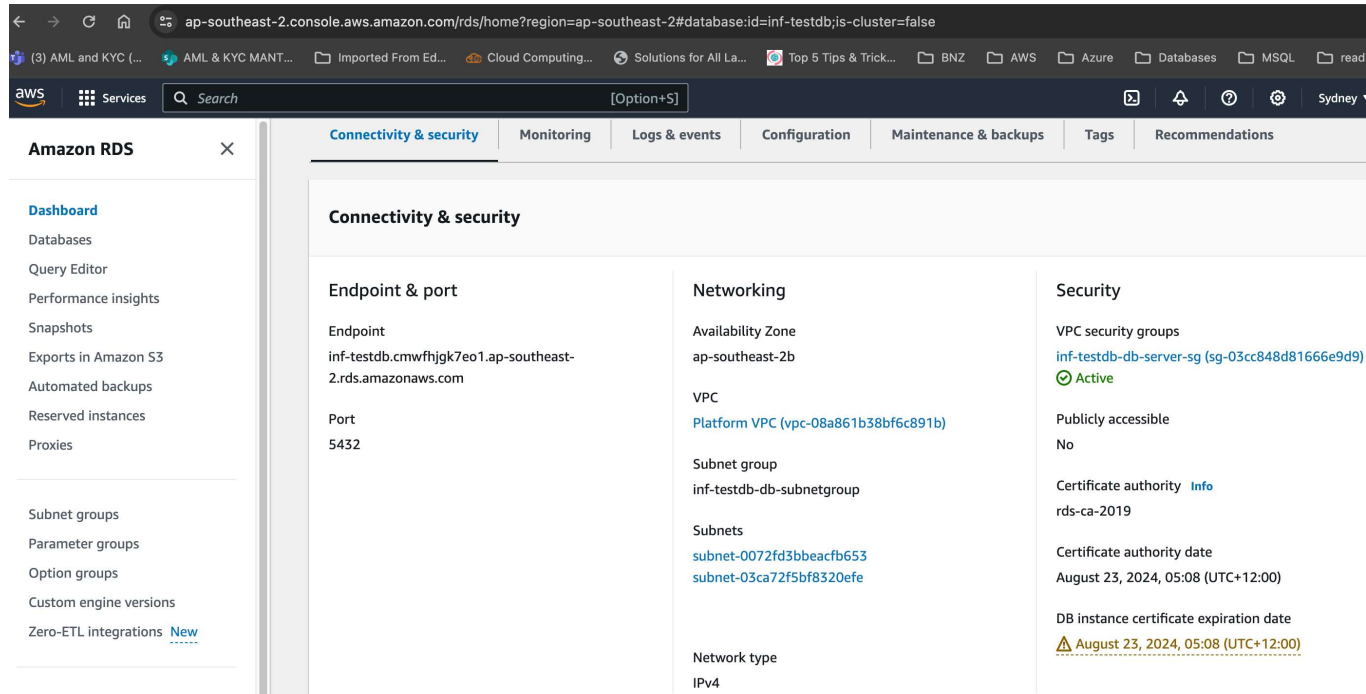 ap-southeast-2.console.aws.amazon.com/rds/home?region=ap-southeast-2#database:id=inf-testdb;is-cluster=false
(3) AML and KYC (...
AML & KYC MANT...
Imported From Ed...
Cloud Computing...
Solutions for All La...
Top 5 Tips & Trick...
BNZ
AWS
Azure
Databases
MSQL
read
aws
Services
Search
[Option+S]
Sydney
Amazon RDS
Dashboard
Databases
Query Editor
Performance insights
Snapshots
Exports in Amazon S3
Automated backups
Reserved instances
Proxies
Subnet groups
Parameter groups
Option groups
Custom engine versions
Zero-ETL integrations New
Connectivity & security
Monitoring
Logs & events
Configuration
Maintenance & backups
Tags
Recommendations
Connectivity & security
Endpoint & port
Endpoint
inf-testdb.cmwfhjgk7eo1.ap-southeast-
2.rds.amazonaws.com
Port
5432
Networking
Availability Zone
ap-southeast-2b
VPC
Platform VPC (vpc-08a861b38bf6c891b)
Subnet group
inf-testdb-db-subnetgroup
Subnets
subnet-0072fd3bbeacfb653
subnet-03ca72f5bf8320efe
Network type
IPv4
Security
VPC security groups
inf-testdb-db-server-sg (sg-03cc848d81666e9d9)
Active
Publicly accessible
No
Certificate authority Info
rds-ca-2019
Certificate authority date
August 23, 2024, 05:08 (UTC+12:00)
DB instance certificate expiration date
August 23, 2024, 05:08 (UTC+12:00)